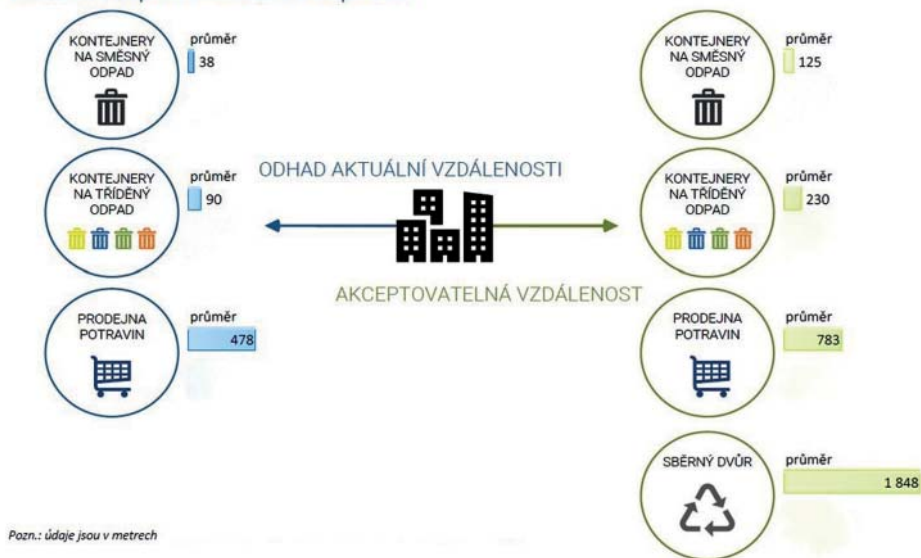 KONTEJNERY
NA SMĚSNÝ
ODPAD
průměr
38
KONTEJNERY
NA TŘÍDĚNÝ
ODPAD
průměr
90
PRODEJNA
POTRAVIN
průměr
478
ODHAD AKTUÁLNÍ VZDÁLENOSTI
AKCEPTOVATELNÁ VZDÁLENOST
KONTEJNERY
NA SMĚSNÝ
ODPAD
průměr
125
KONTEJNERY
NA TŘÍDĚNÝ
ODPAD
průměr
230
PRODEJNA
POTRAVIN
průměr
783
SBĚRNÝ DVŮR
průměr
1 848
Pozn.: údaje jsou v metrech